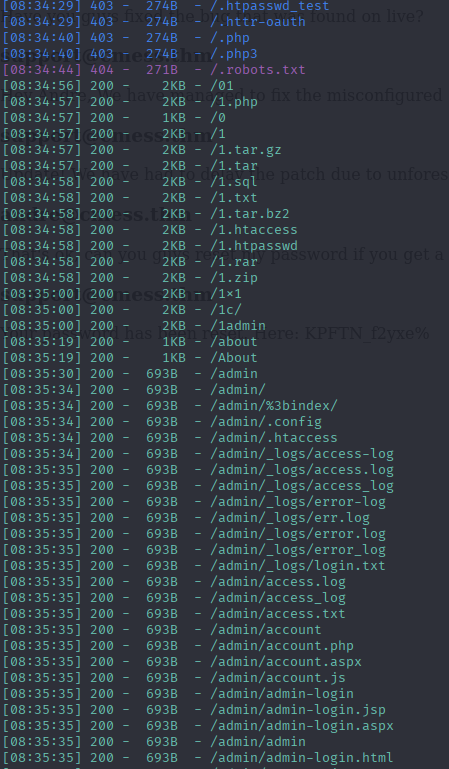 [08:34:29] 403 -  274B  - /.htpasswd_test
[08:34:29] 403 -  274B  - /.httr-oauth
[08:34:40] 403 -  274B  - /.php
[08:34:40] 403 -  274B  - /.php3
[08:34:44] 404 -  271B  - /.robots.txt
[08:34:56] 200 -    2KB - /01
[08:34:57] 200 -    2KB - /1.php
[08:34:57] 200 -    1KB - /0
[08:34:57] 200 -    2KB - /1
[08:34:57] 200 -    2KB - /1.tar.gz
[08:34:57] 200 -    2KB - /1.tar
[08:34:58] 200 -    2KB - /1.sql
[08:34:58] 200 -    2KB - /1.txt
[08:34:58] 200 -    2KB - /1.tar.bz2
[08:34:58] 200 -    2KB - /1.htaccess
[08:34:58] 200 -    2KB - /1.htpasswd
[08:34:58] 200 -    2KB - /1.rar
[08:34:58] 200 -    2KB - /1.zip
[08:35:00] 200 -    2KB - /1×1
[08:35:00] 200 -    2KB - /1c/
[08:35:00] 200 -    2KB - /1admin
[08:35:19] 200 -    1KB - /about
[08:35:19] 200 -    1KB - /About
[08:35:30] 200 -  693B  - /admin
[08:35:34] 200 -  693B  - /admin/
[08:35:34] 200 -  693B  - /admin/%3bindex/
[08:35:34] 200 -  693B  - /admin/.config
[08:35:34] 200 -  693B  - /admin/.htaccess
[08:35:34] 200 -  693B  - /admin/_logs/access-log
[08:35:35] 200 -  693B  - /admin/_logs/access.log
[08:35:35] 200 -  693B  - /admin/_logs/access_log
[08:35:35] 200 -  693B  - /admin/_logs/error-log
[08:35:35] 200 -  693B  - /admin/_logs/err.log
[08:35:35] 200 -  693B  - /admin/_logs/error.log
[08:35:35] 200 -  693B  - /admin/_logs/error_log
[08:35:35] 200 -  693B  - /admin/_logs/login.txt
[08:35:35] 200 -  693B  - /admin/access.log
[08:35:35] 200 -  693B  - /admin/access_log
[08:35:35] 200 -  693B  - /admin/access.txt
[08:35:35] 200 -  693B  - /admin/account
[08:35:35] 200 -  693B  - /admin/account.php
[08:35:35] 200 -  693B  - /admin/account.aspx
[08:35:35] 200 -  693B  - /admin/account.js
[08:35:35] 200 -  693B  - /admin/admin-login
[08:35:35] 200 -  693B  - /admin/admin-login.jsp
[08:35:35] 200 -  693B  - /admin/admin-login.aspx
[08:35:35] 200 -  693B  - /admin/admin
[08:35:35] 200 -  693B  - /admin/admin-login.html